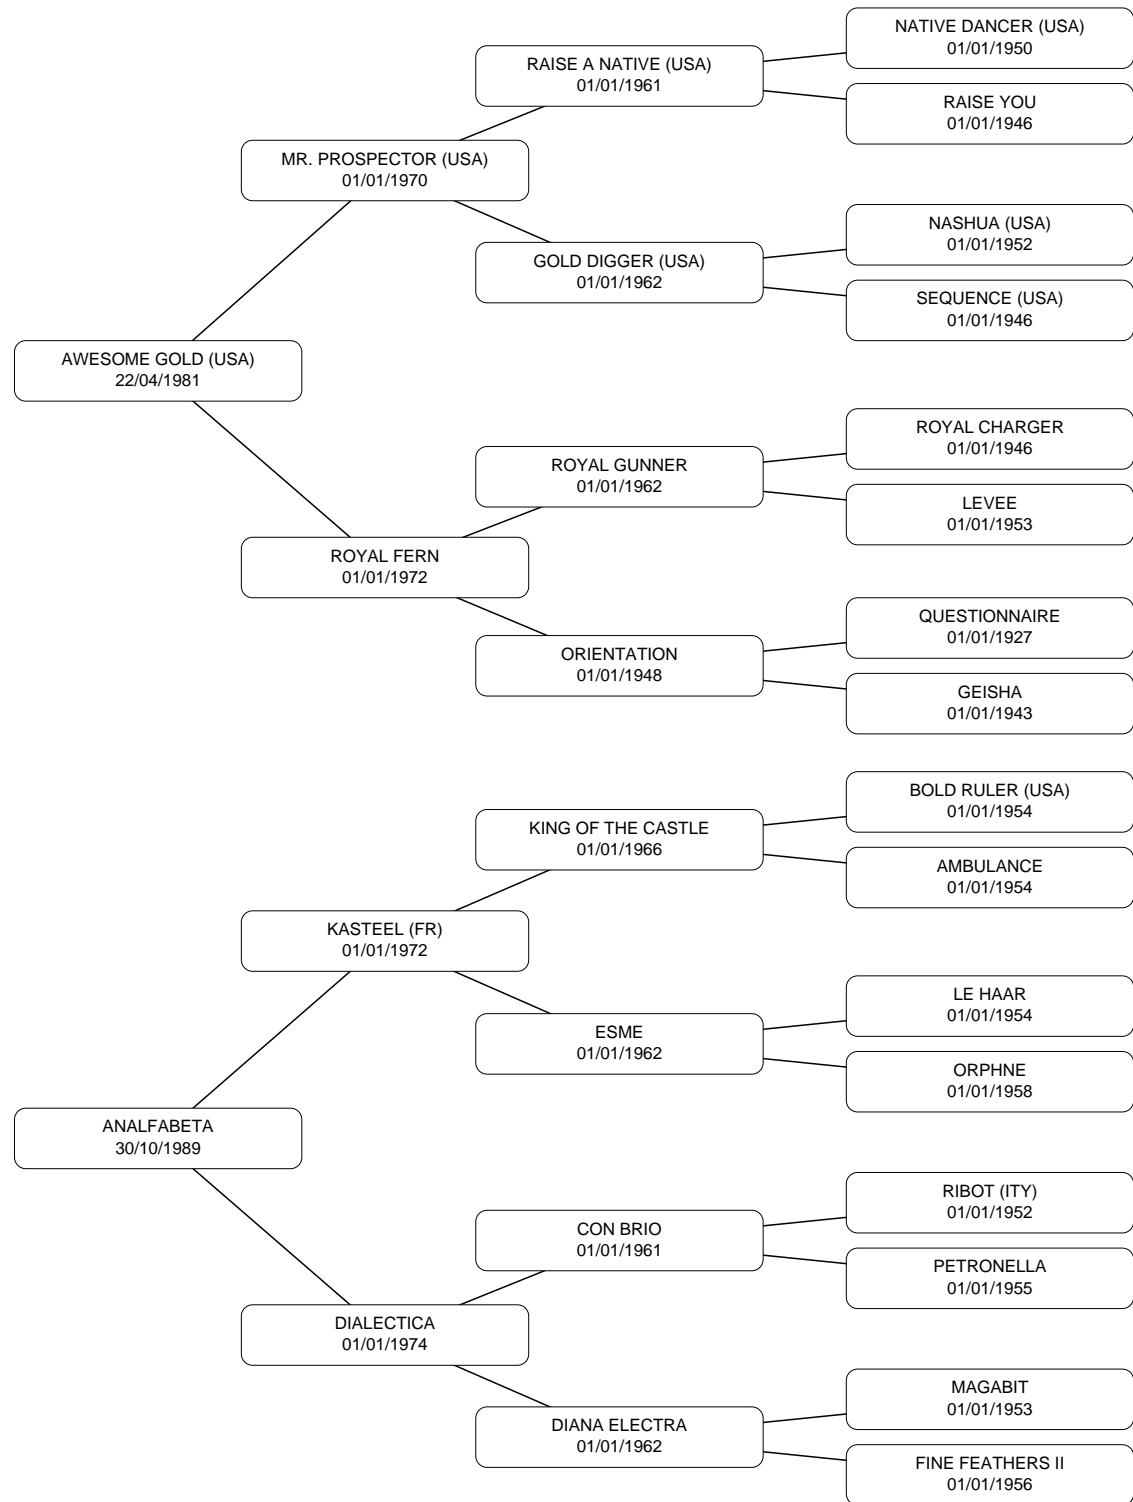 NATIVE DANCER (USA)
01/01/1950
RAISE A NATIVE (USA)
01/01/1961
RAISE YOU
01/01/1946
MR. PROSPECTOR (USA)
01/01/1970
NASHUA (USA)
01/01/1952
GOLD DIGGER (USA)
01/01/1962
SEQUENCE (USA)
01/01/1946
AWESOME GOLD (USA)
22/04/1981
ROYAL CHARGER
01/01/1946
ROYAL GUNNER
01/01/1962
LEVEE
01/01/1953
ROYAL FERN
01/01/1972
QUESTIONNAIRE
01/01/1927
ORIENTATION
01/01/1948
GEISHA
01/01/1943
BOLD RULER (USA)
01/01/1954
KING OF THE CASTLE
01/01/1966
AMBULANCE
01/01/1954
KASTEEL (FR)
01/01/1972
LE HAAR
01/01/1954
ESME
01/01/1962
ORPHNE
01/01/1958
ANALFABETA
30/10/1989
RIBOT (ITY)
01/01/1952
CON BRIO
01/01/1961
PETRONELLA
01/01/1955
DIALECTICA
01/01/1974
MAGABIT
01/01/1953
DIANA ELECTRA
01/01/1962
FINE FEATHERS II
01/01/1956